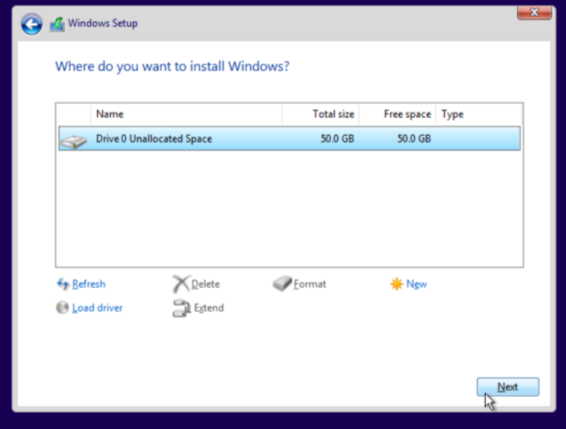 Windows Setup
Where do you want to install Windows?
Name Total size Free space Type
Drive 0 Unallocated Space 50.0 GB 50.0 GB
Refresh Delete Format New
Load driver Extend
Next